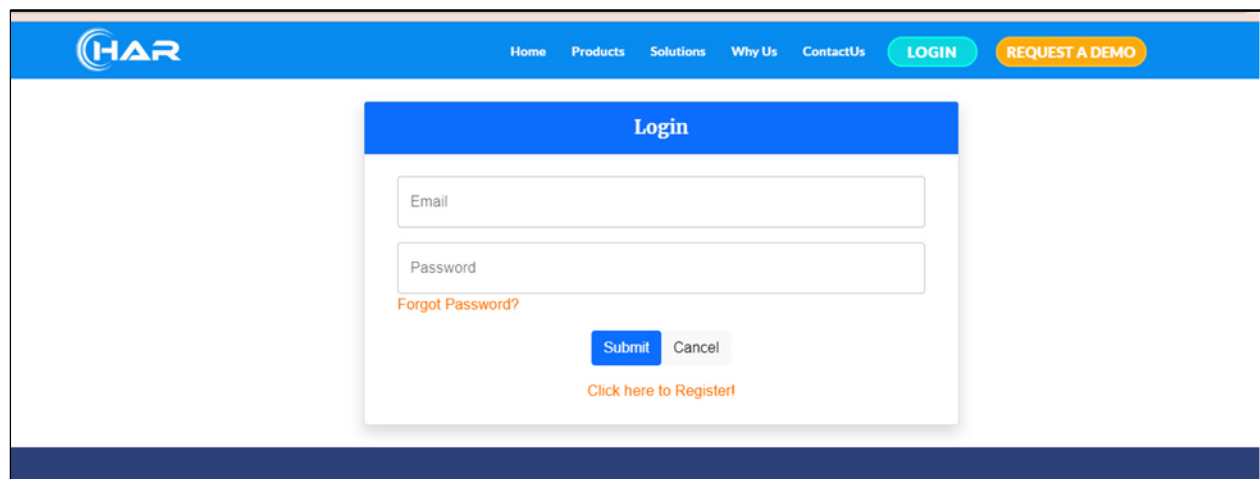 HAR
Home Products Solutions Why Us ContactUs LOGIN REQUEST A DEMO
Login
Email
Password
Forgot Password?
Submit Cancel
Click here to Register!